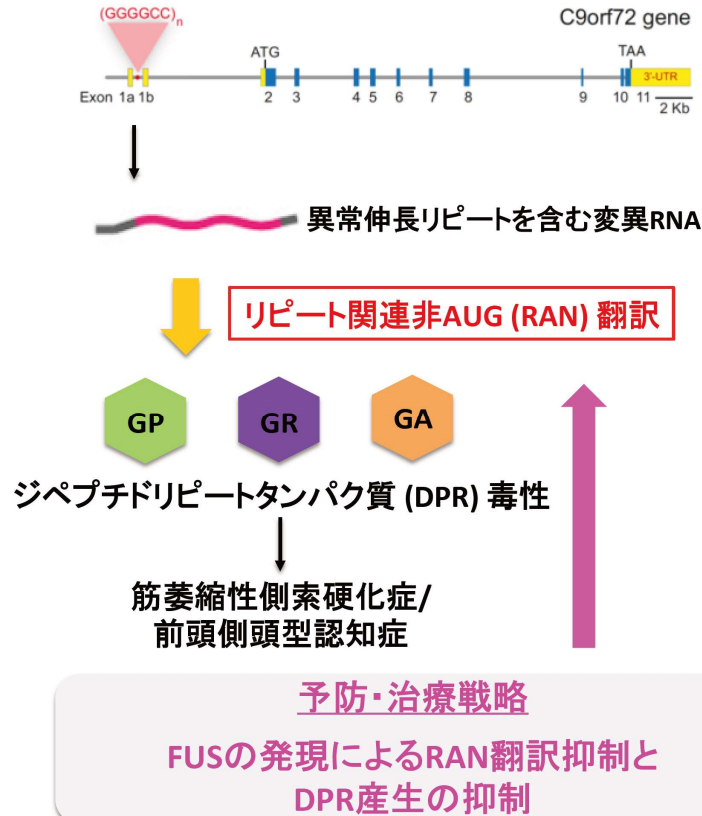 (GGGGCC)n
C9orf72 gene
ATG
TAA
3'-UTR
Exon 1a 1b 2 3 4 5 6 7 8 9 10 11
2 Kb
異常伸長リピートを含む変異RNA
リピート関連非AUG (RAN) 翻訳
GP GR GA
ジペプチドリピートタンパク質 (DPR) 毒性
筋萎縮性側索硬化症/
前頭側頭型認知症
予防・治療戦略
FUSの発現によるRAN翻訳抑制と
DPR産生の抑制